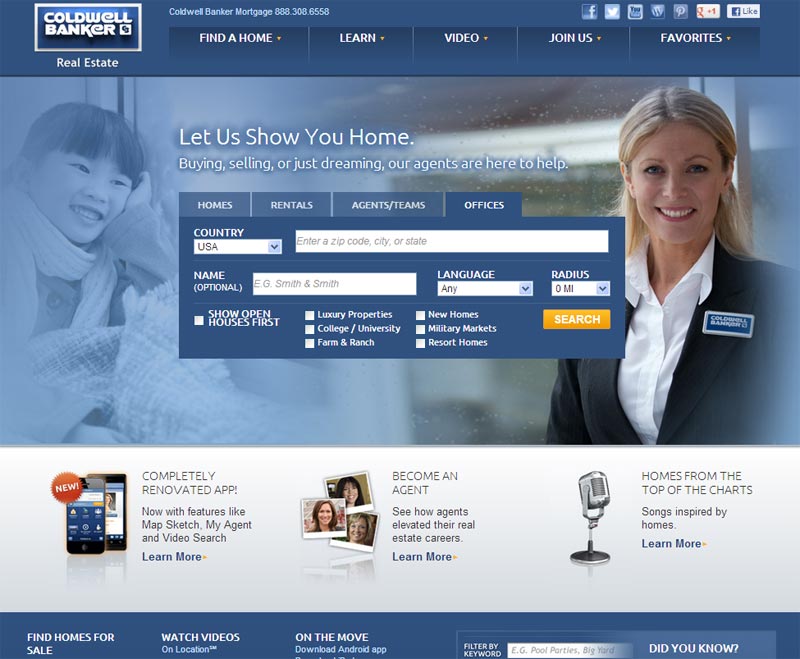 COLDWELL
BANKER
Real Estate
Coldwell Banker Mortgage 888.308.6558
+1
Like
FIND A HOME
LEARN
VIDEO
JOIN US
FAVORITES
Let Us Show You Home.
Buying, selling, or just dreaming, our agents are here to help.
HOMES
RENTALS
AGENTS/TEAMS
OFFICES
COUNTRY
USA
Enter a zip code, city, or state
NAME
(OPTIONAL)
E.G. Smith & Smith
LANGUAGE
Any
RADIUS
0 MI
SHOW OPEN
HOUSES FIRST
Luxury Properties
College / University
Farm & Ranch
New Homes
Military Markets
Resort Homes
SEARCH
COLDWELL
BANKER
NEW!
COMPLETELY
RENOVATED APP!
Now with features like
Map Sketch, My Agent
and Video Search
Learn More
BECOME AN
AGENT
See how agents
elevated their real
estate careers.
Learn More
HOMES FROM THE
TOP OF THE CHARTS
Songs inspired by
homes.
Learn More
FIND HOMES FOR
SALE
WATCH VIDEOS
On Location℠
ON THE MOVE
Download Android app
FILTER BY
KEYWORD
E.G. Pool Parties, Big Yard
DID YOU KNOW?